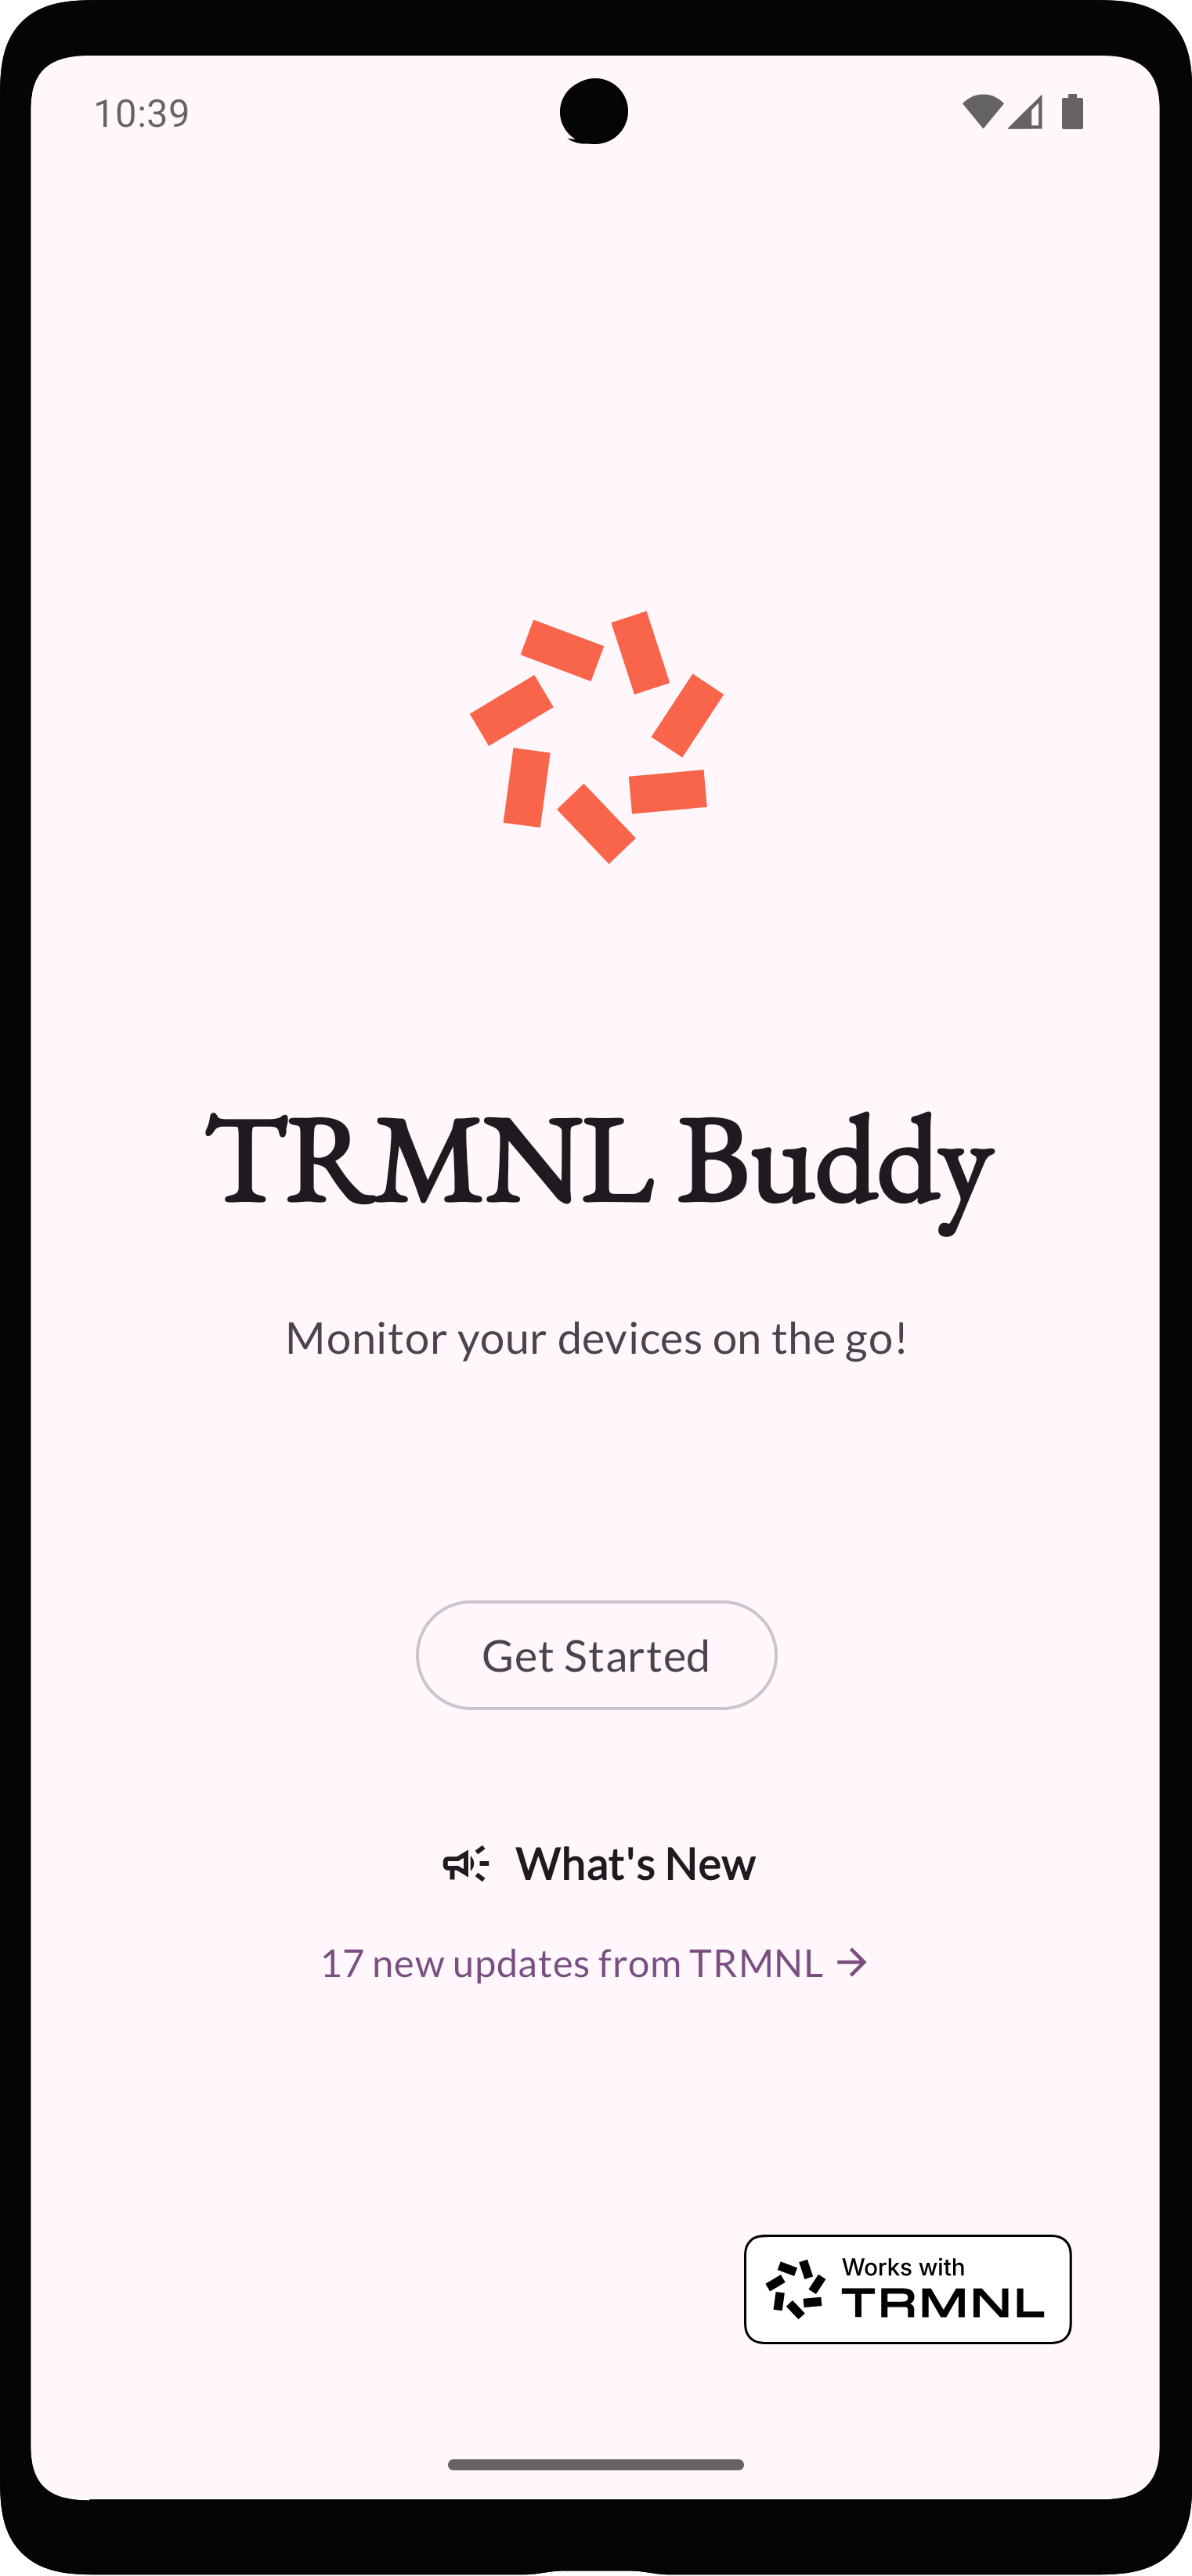 10:39
TRMNL Buddy
Monitor your devices on the go!
Get Started
What's New
17 new updates from TRMNL →
Works with
TRMNL